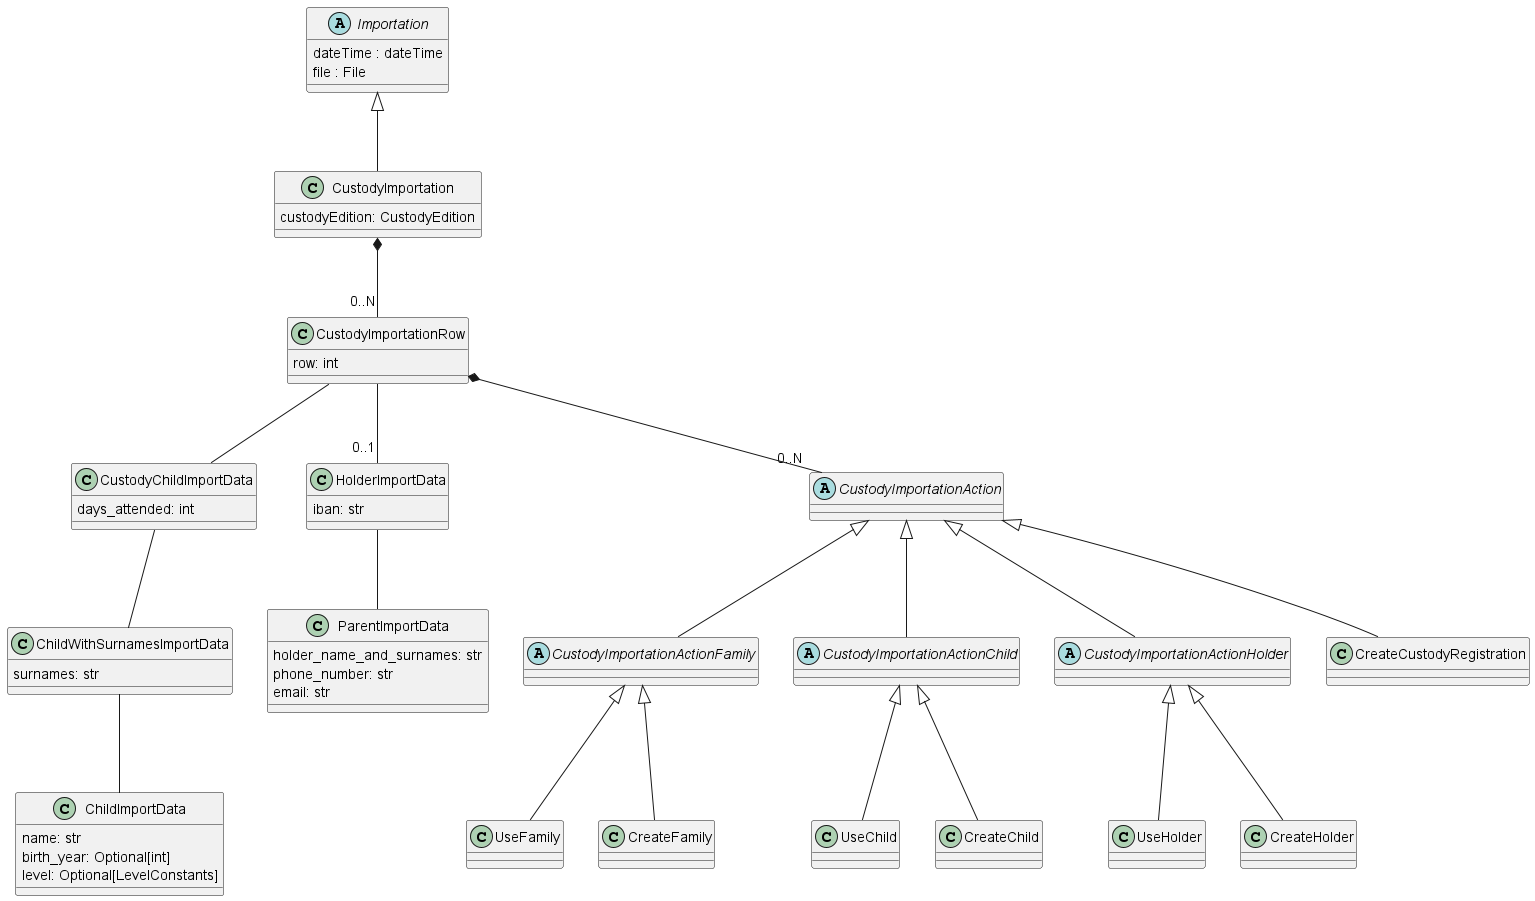 A Importation
dateTime : dateTime
file : File
C CustodyImportation
custodyEdition: CustodyEdition
0..N
C CustodyImportationRow
row: int
0..1
0..N
C CustodyChildImportData
days_attended: int
C HolderImportData
iban: str
A CustodyImportationAction
C ChildWithSurnamesImportData
surnames: str
C ParentImportData
holder_name_and_surnames: str
phone_number: str
email: str
A CustodyImportationActionFamily
A CustodyImportationActionChild
A CustodyImportationActionHolder
C CreateCustodyRegistration
C ChildImportData
name: str
birth_year: Optional[int]
level: Optional[LevelConstants]
C UseFamily
C CreateFamily
C UseChild
C CreateChild
C UseHolder
C CreateHolder